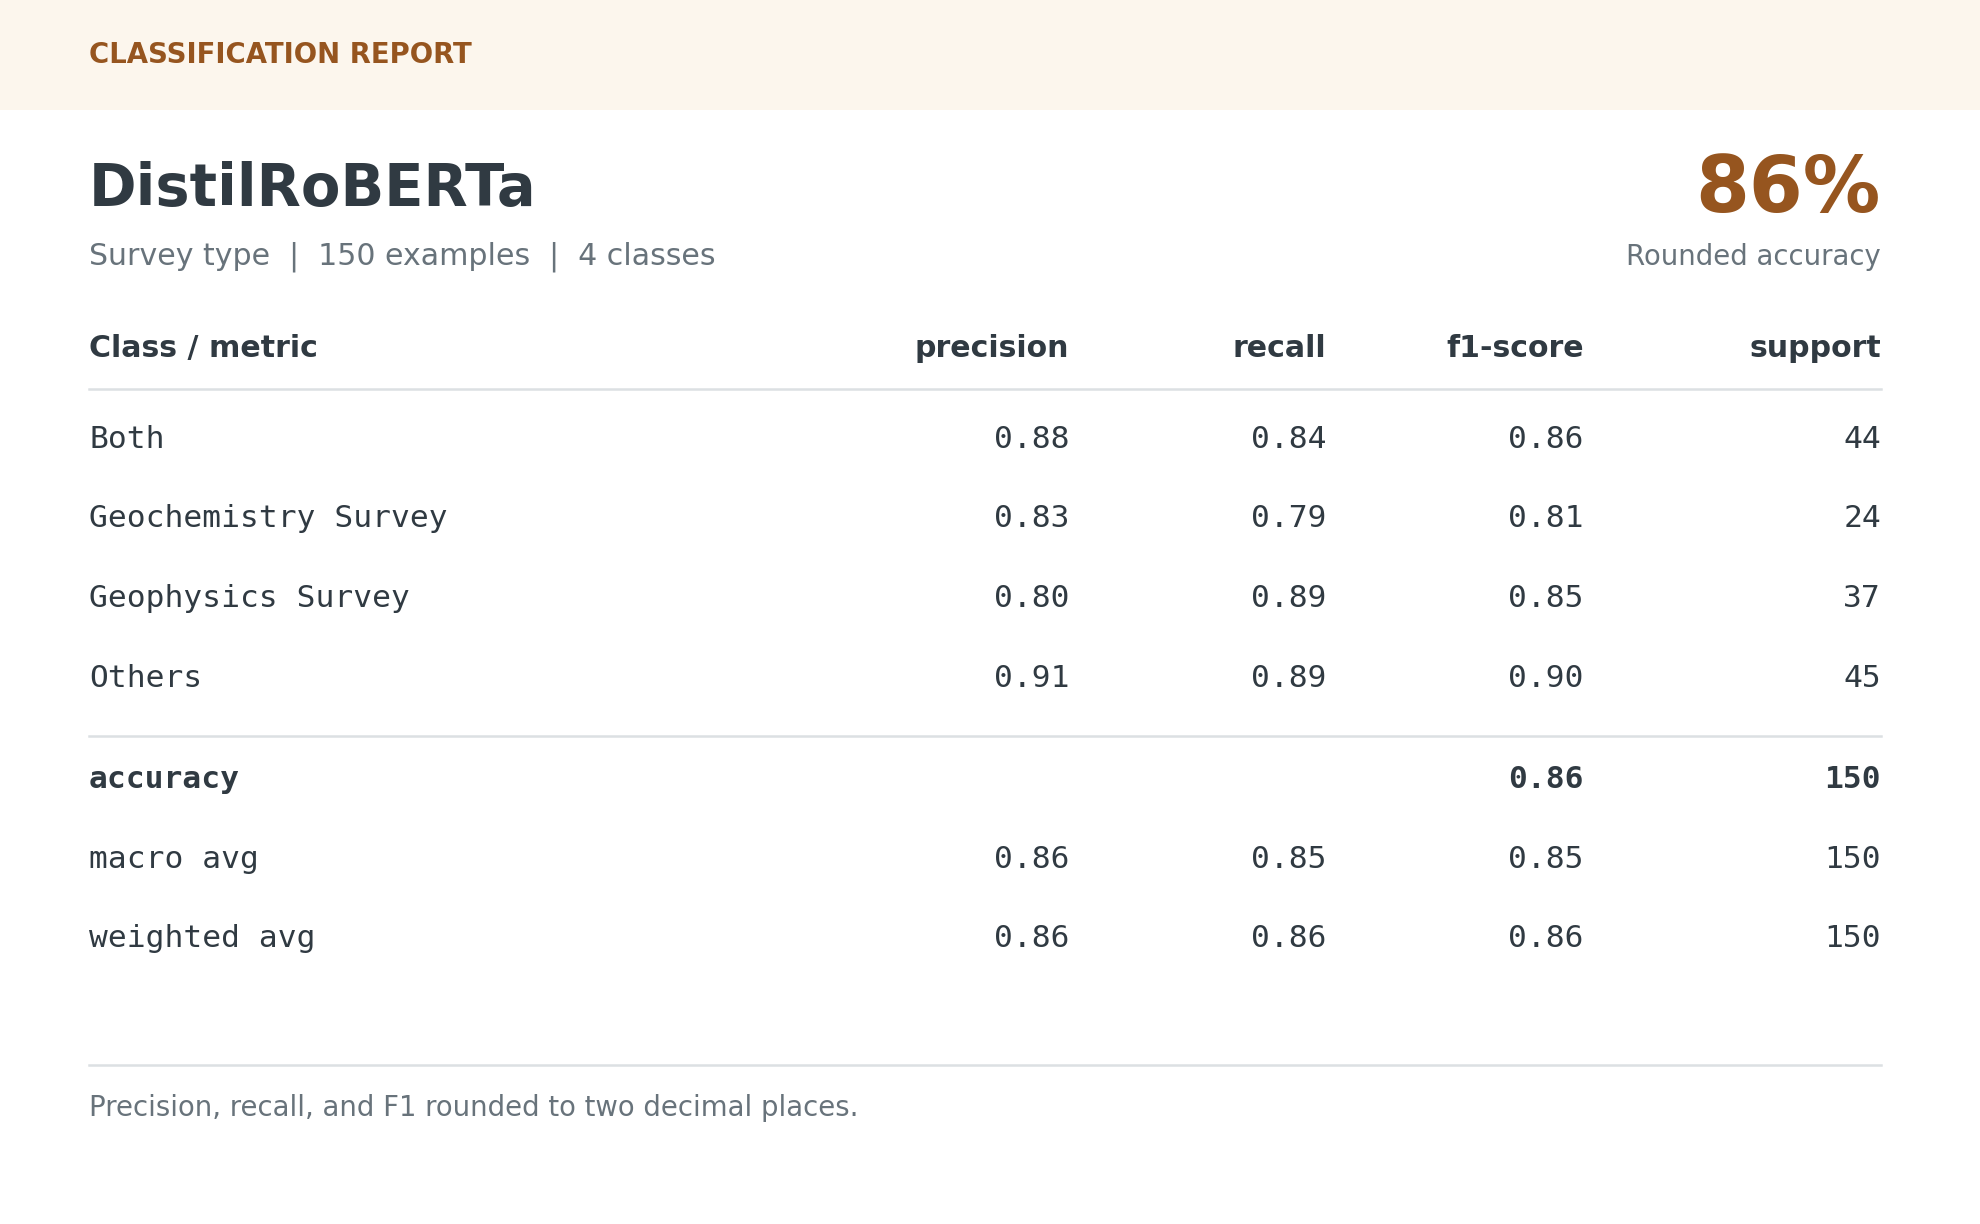 CLASSIFICATION REPORT
DistilRoBERTa 86%
Survey type | 150 examples | 4 classes Rounded accuracy
Class / metric precision recall f1-score support
Both 0.88 0.84 0.86 44
Geochemistry Survey 0.83 0.79 0.81 24
Geophysics Survey 0.80 0.89 0.85 37
Others 0.91 0.89 0.90 45
accuracy 0.86 150
macro avg 0.86 0.85 0.85 150
weighted avg 0.86 0.86 0.86 150
Precision, recall, and F1 rounded to two decimal places.